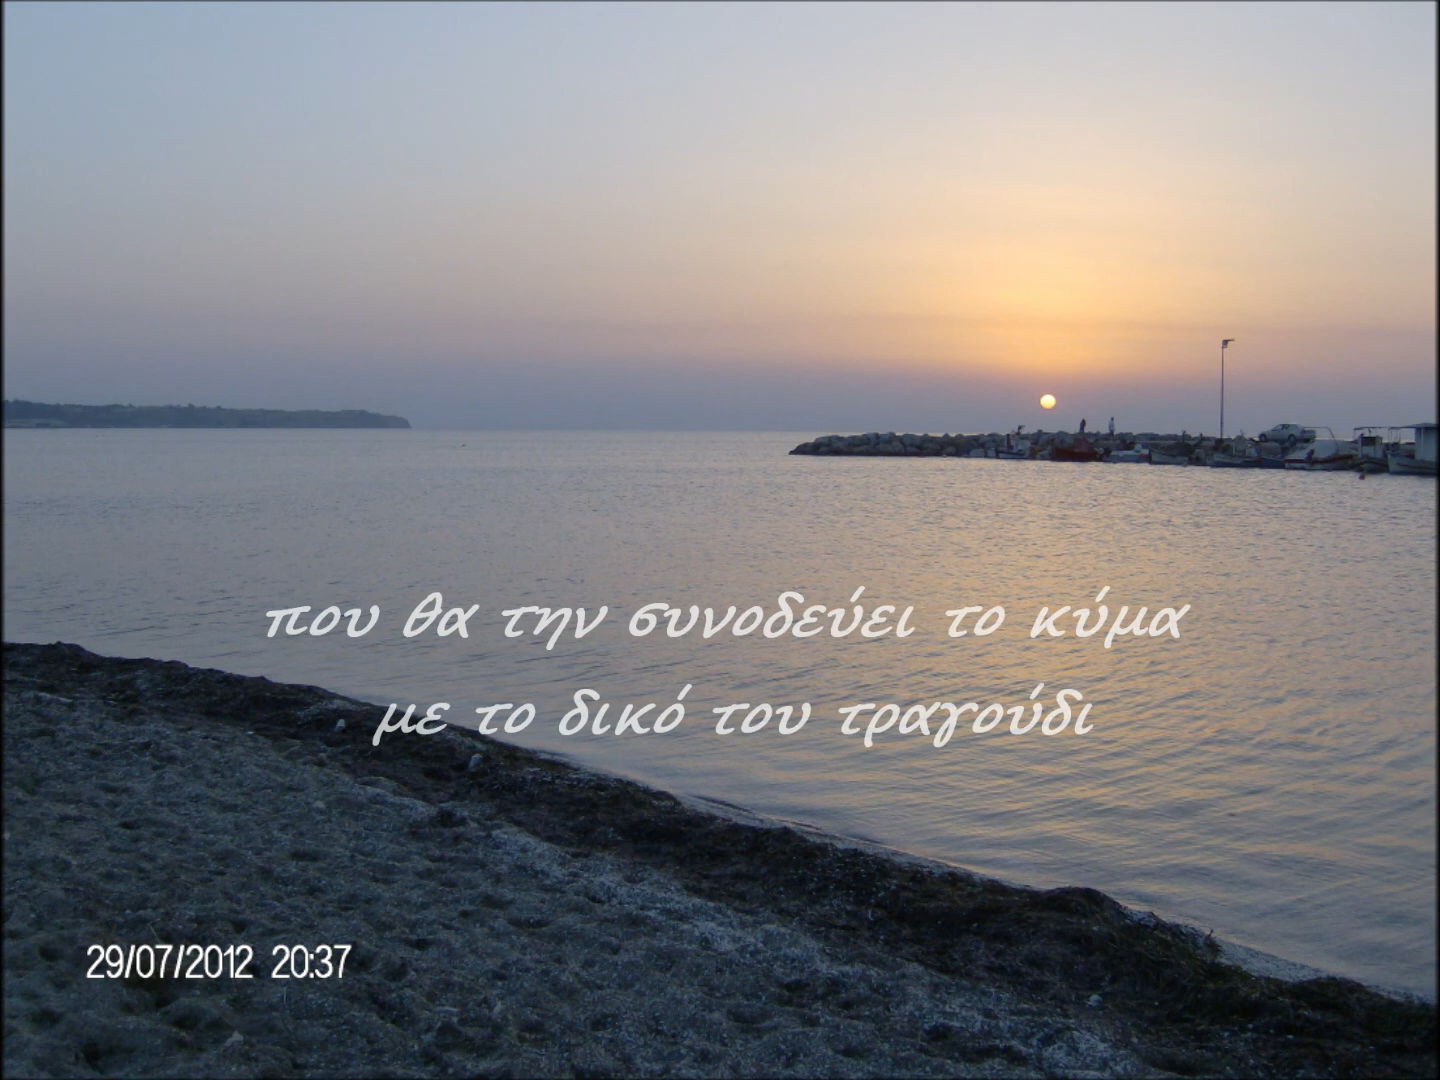 που θα την συνοδεύει το κύμα
με το δικό του τραγούδι
29/07/2012 20:37